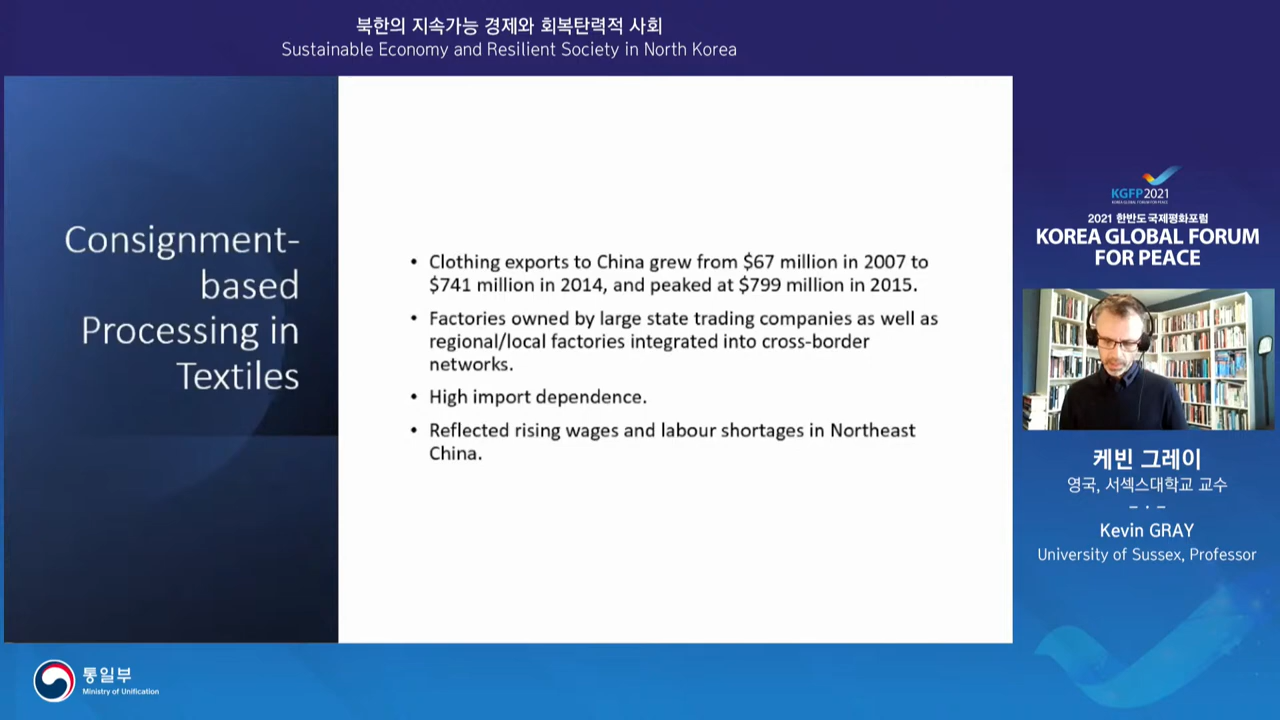 북한의 지속가능 경제와 회복탄력적 사회
Sustainable Economy and Resilient Society in North Korea
Consignment-
based
Processing in
Textiles
• Clothing exports to China grew from $67 million in 2007 to
$741 million in 2014, and peaked at $799 million in 2015.
• Factories owned by large state trading companies as well as
regional/local factories integrated into cross-border
networks.
• High import dependence.
• Reflected rising wages and labour shortages in Northeast
China.
KGFP2021
KOREA GLOBAL FORUM FOR PEACE
2021 한반도국제평화포럼
KOREA GLOBAL FORUM
FOR PEACE
케빈 그레이
영국, 서섹스대학교 교수
Kevin GRAY
University of Sussex, Professor
통일부
Ministry of Unification